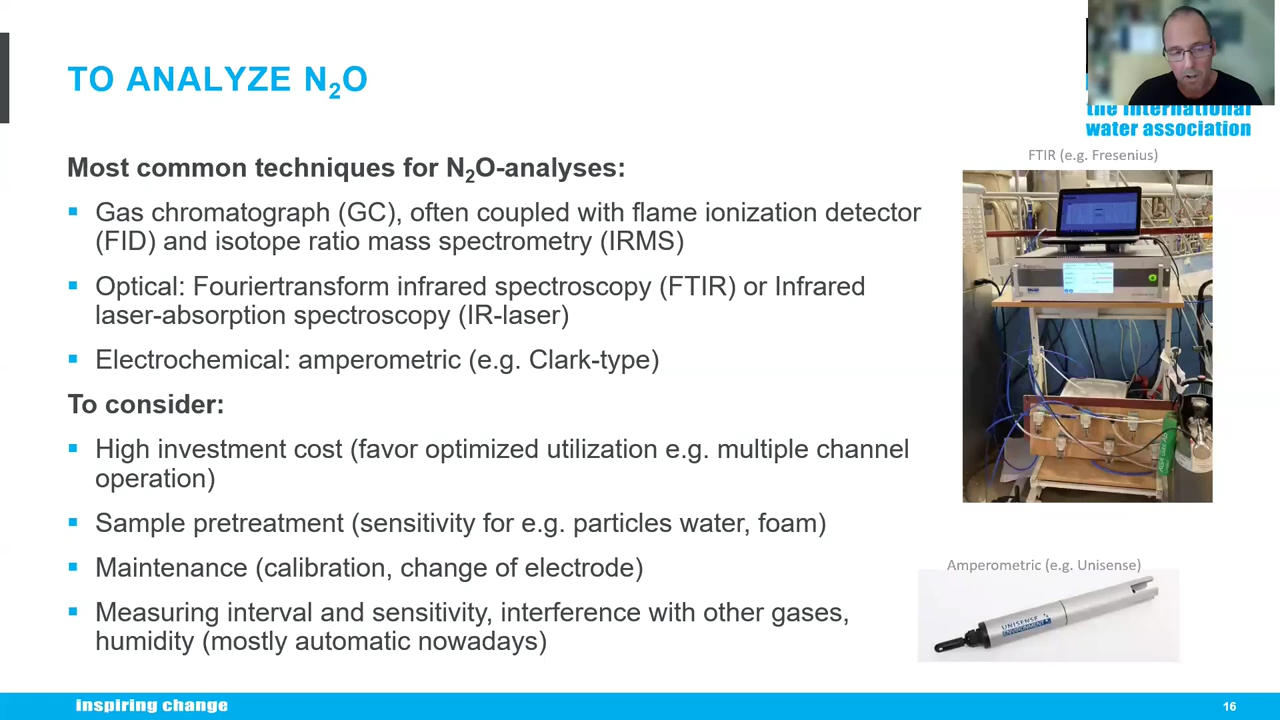 TO ANALYZE N₂O
the international
water association
Most common techniques for N₂O-analyses:
▪ Gas chromatograph (GC), often coupled with flame ionization detector
(FID) and isotope ratio mass spectrometry (IRMS)
▪ Optical: Fouriertransform infrared spectroscopy (FTIR) or Infrared
laser-absorption spectroscopy (IR-laser)
▪ Electrochemical: amperometric (e.g. Clark-type)
To consider:
▪ High investment cost (favor optimized utilization e.g. multiple channel
operation)
▪ Sample pretreatment (sensitivity for e.g. particles water, foam)
▪ Maintenance (calibration, change of electrode)
▪ Measuring interval and sensitivity, interference with other gases,
humidity (mostly automatic nowadays)
FTIR (e.g. Fresenius)
Amperometric (e.g. Unisense)
UNISENSE
ENVIRONMENT
inspiring change
16